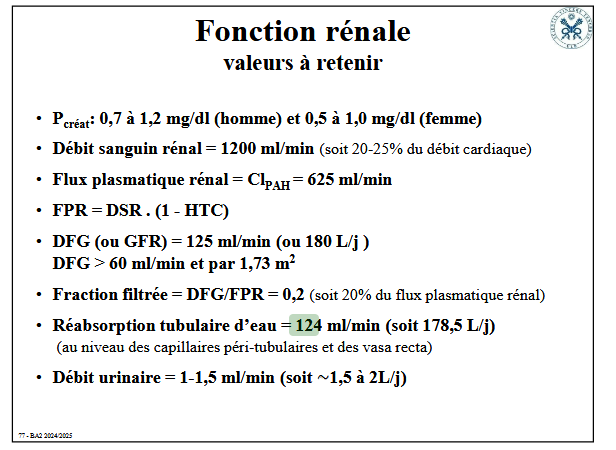 Fonction rénale
valeurs à retenir
• Pcréat: 0,7 à 1,2 mg/dl (homme) et 0,5 à 1,0 mg/dl (femme)
• Débit sanguin rénal = 1200 ml/min (soit 20-25% du débit cardiaque)
• Flux plasmatique rénal = ClPAH = 625 ml/min
• FPR = DSR . (1 - HTC)
• DFG (ou GFR) = 125 ml/min (ou 180 L/j )
DFG > 60 ml/min et par 1,73 m²
• Fraction filtrée = DFG/FPR = 0,2 (soit 20% du flux plasmatique rénal)
• Réabsorption tubulaire d’eau = 124 ml/min (soit 178,5 L/j)
(au niveau des capillaires péri-tubulaires et des vasa recta)
• Débit urinaire = 1-1,5 ml/min (soit ~1,5 à 2L/j)
77 - BA2 2024/2025